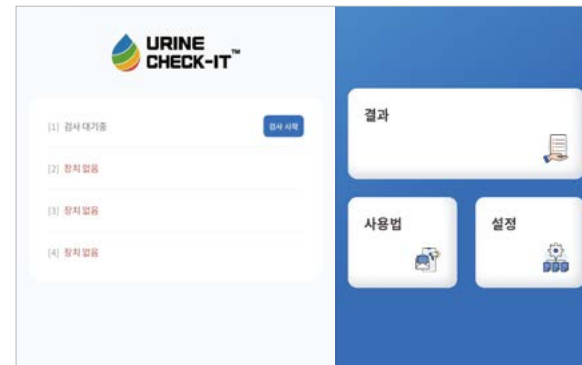 URINE
CHECK-IT™
[1] 검사 대기중
검사 시작
[2] 장치 없음
[3] 장치 없음
[4] 장치 없음
결과
사용법
설정